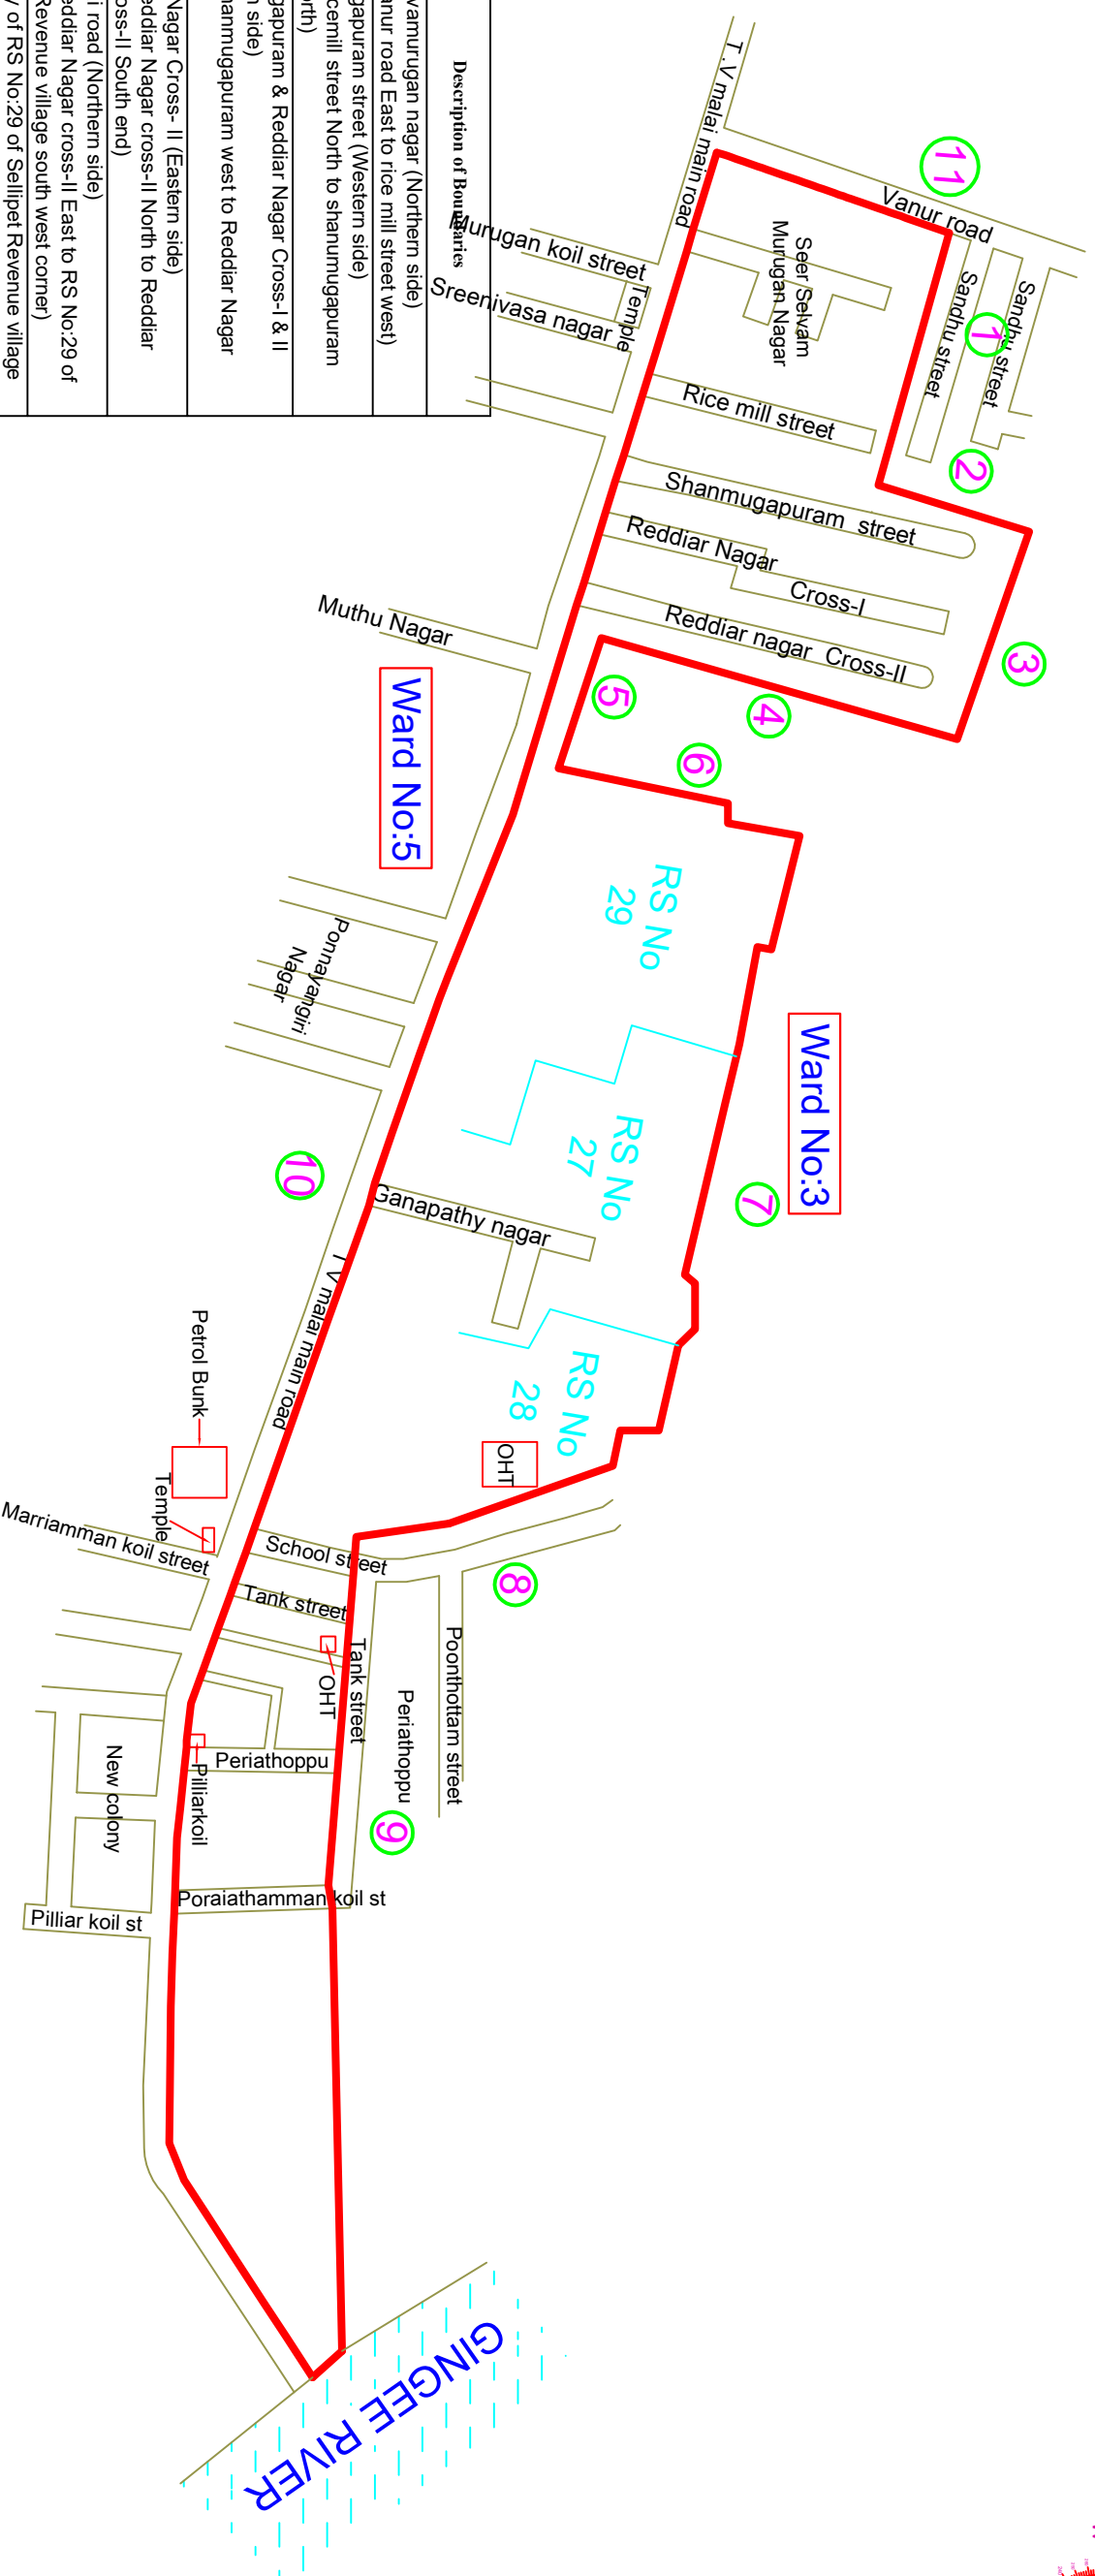 Description of Boundaries
vamurugan nagar (Northern side)
anur road East to rice mill street west)
gapuram street (Western side)
cemill street North to shanumugapuram
rth)
gapuram & Reddiar Nagar Cross-I & II
n side)
hanmugapuram west to Reddiar Nagar
Nagar Cross- II (Eastern side)
eddiar Nagar cross-II North to Reddiar
oss-II South end)
i road (Northern side)
eddiar Nagar cross-II East to RS No:29 of
Revenue village south west corner)
y of RS No:29 of Sellipet Revenue village
T .V malai main road
11
Vanur road
Sandhu street
1
Sandhu street
2
Seer Selvam
Murugan Nagar
Murugan koil street
Temple
Sreenivasa nagar
Rice mill street
Shanmugapuram street
Reddiar Nagar
Cross-I
Reddiar nagar Cross-II
3
4
5
6
Muthu Nagar
Ward No:5
RS No
29
Ponnayangiri
Nagar
Ward No:3
RS No
27
7
10
Ganapathy nagar
T V malai main road
RS No
28
OHT
Petrol Bunk
Temple
Marriamman koil street
School street
8
Tank street
OHT
Tank street
Poonthottam street
Periathoppu
Periathoppu
Pilliarkoil
New colony
9
Poraiathamman koil st
Pilliar koil st
GINGEE RIVER